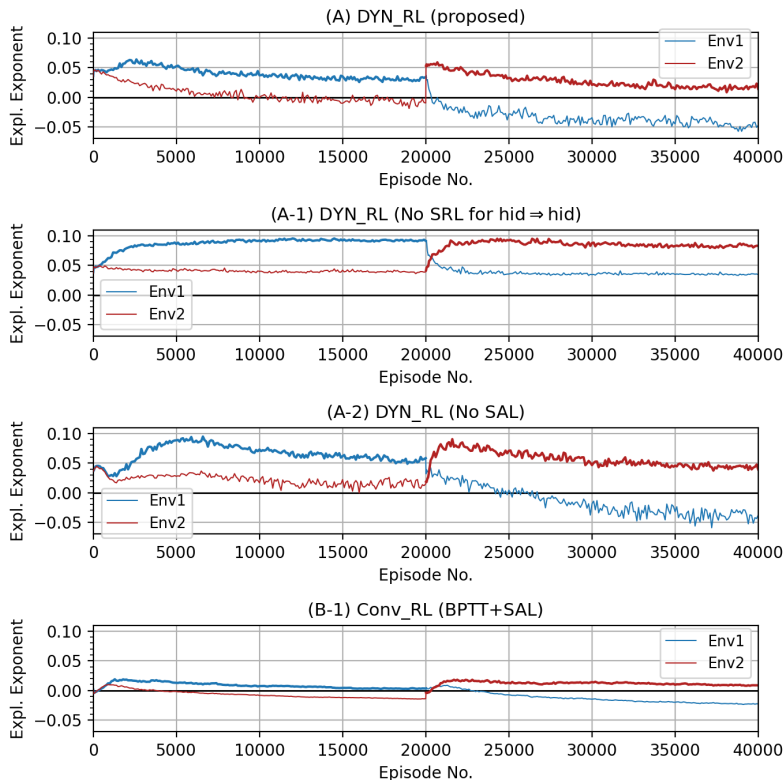 (A) DYN_RL (proposed)
Expl. Exponent
0.10
0.05
0.00
−0.05
Env1
Env2
0 5000 10000 15000 20000 25000 30000 35000 40000
Episode No.
(A-1) DYN_RL (No SRL for hid⇒hid)
Expl. Exponent
0.10
0.05
0.00
−0.05
Env1
Env2
0 5000 10000 15000 20000 25000 30000 35000 40000
Episode No.
(A-2) DYN_RL (No SAL)
Expl. Exponent
0.10
0.05
0.00
−0.05
Env1
Env2
0 5000 10000 15000 20000 25000 30000 35000 40000
Episode No.
(B-1) Conv_RL (BPTT+SAL)
Expl. Exponent
0.10
0.05
0.00
−0.05
Env1
Env2
0 5000 10000 15000 20000 25000 30000 35000 40000
Episode No.